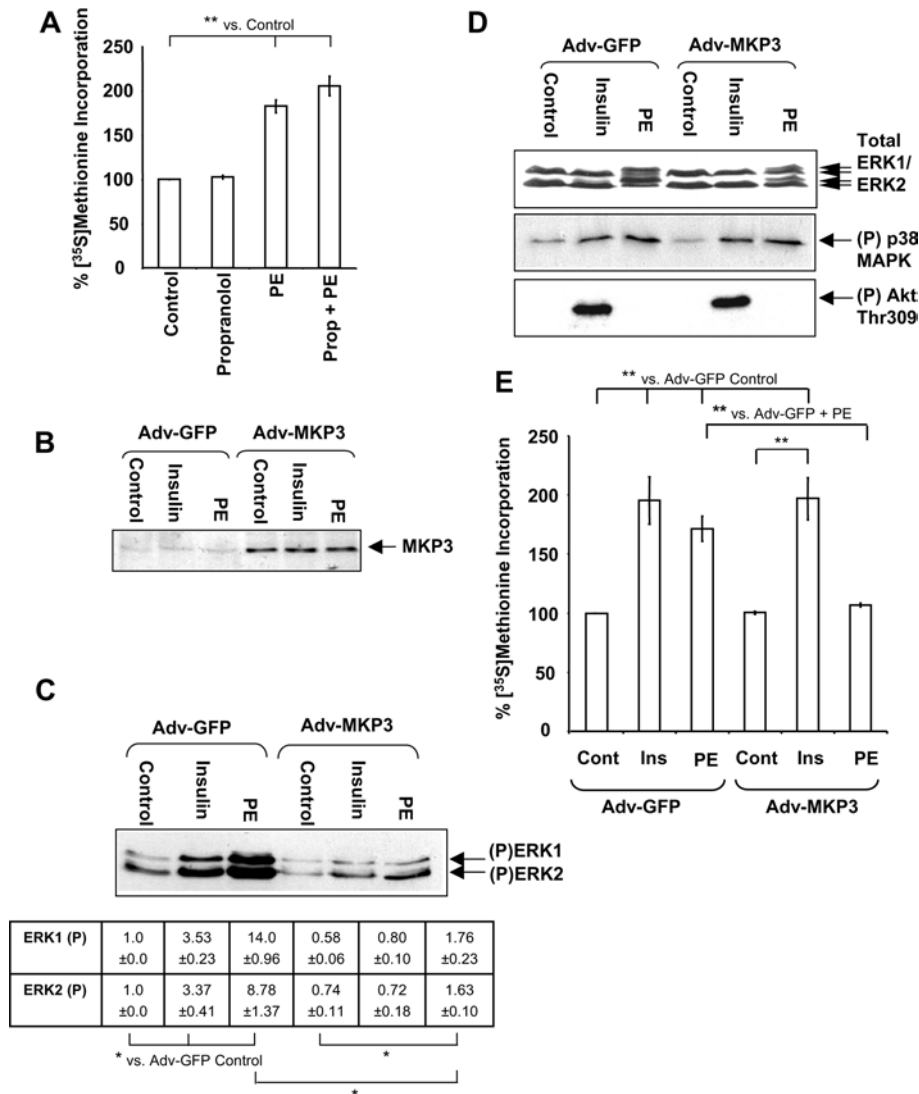 A
** vs. Control
% [35S]Methionine Incorporation
250
200
150
100
50
0
Control
Propranolol
PE
Prop + PE
B
Adv-GFP
Adv-MKP3
Control
Insulin
PE
Control
Insulin
PE
MKP3
C
Adv-GFP
Adv-MKP3
Control
Insulin
PE
Control
Insulin
PE
(P)ERK1
(P)ERK2
ERK1 (P) 1.0 3.53 14.0 0.58 0.80 1.76
±0.0 ±0.23 ±0.96 ±0.06 ±0.10 ±0.23
ERK2 (P) 1.0 3.37 8.78 0.74 0.72 1.63
±0.0 ±0.41 ±1.37 ±0.11 ±0.18 ±0.10
* vs. Adv-GFP Control
*
*
D
Adv-GFP
Adv-MKP3
Control
Insulin
PE
Control
Insulin
PE
Total
ERK1/
ERK2
(P) p38
MAPK
(P) Akt
Thr309
E
** vs. Adv-GFP Control
** vs. Adv-GFP + PE
**
% [35S]Methionine Incorporation
250
200
150
100
50
0
Cont Ins PE Cont Ins PE
Adv-GFP Adv-MKP3